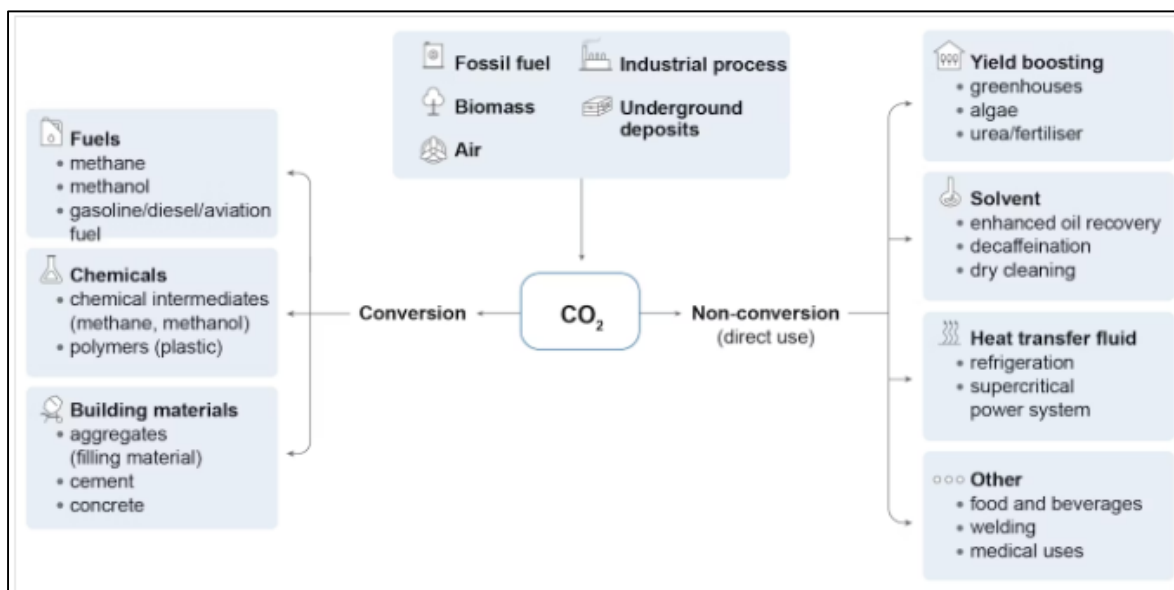 Fossil fuel
Biomass
Air
Industrial process
Underground
deposits
Fuels
• methane
• methanol
• gasoline/diesel/aviation
fuel
Chemicals
• chemical intermediates
(methane, methanol)
• polymers (plastic)
Building materials
• aggregates
(filling material)
• cement
• concrete
Conversion
CO₂
Non-conversion
(direct use)
Yield boosting
• greenhouses
• algae
• urea/fertiliser
Solvent
• enhanced oil recovery
• decaffeination
• dry cleaning
Heat transfer fluid
• refrigeration
• supercritical
power system
Other
• food and beverages
• welding
• medical uses